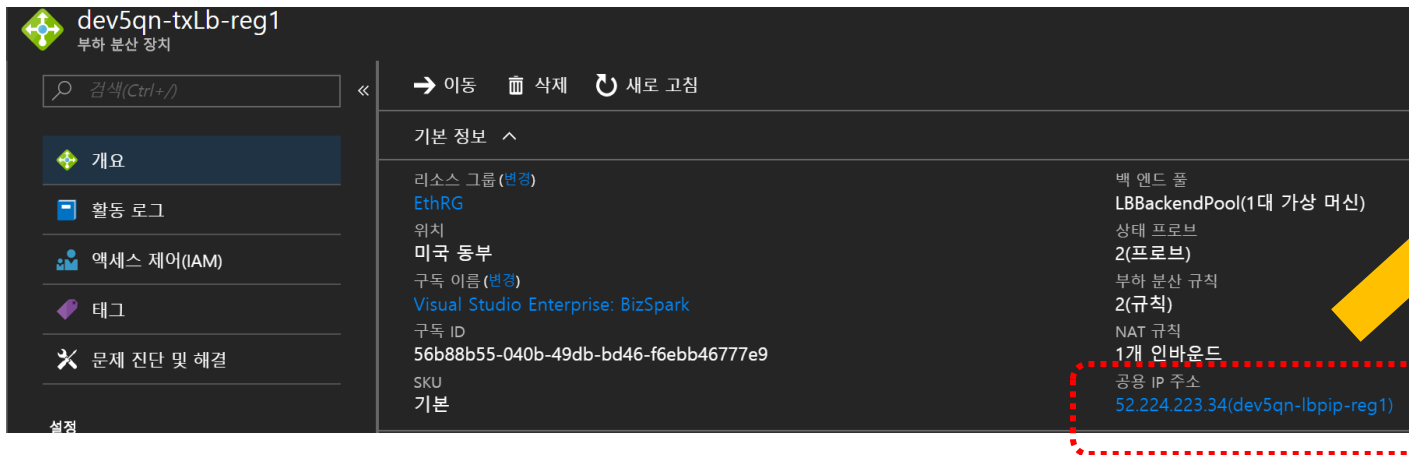 dev5qn-txLb-reg1
부하 분산 장치
검색(Ctrl+/)
«
이동 삭제 새로 고침
기본 정보
개요
활동 로그
액세스 제어(IAM)
태그
문제 진단 및 해결
설정
리소스 그룹(변경)
EthRG
위치
미국 동부
구독 이름(변경)
Visual Studio Enterprise: BizSpark
구독 ID
56b88b55-040b-49db-bd46-f6ebb46777e9
SKU
기본
백 엔드 풀
LBBackendPool(1대 가상 머신)
상태 프로브
2(프로브)
부하 분산 규칙
2(규칙)
NAT 규칙
1개 인바운드
공용 IP 주소
52.224.223.34(dev5qn-lbpip-reg1)